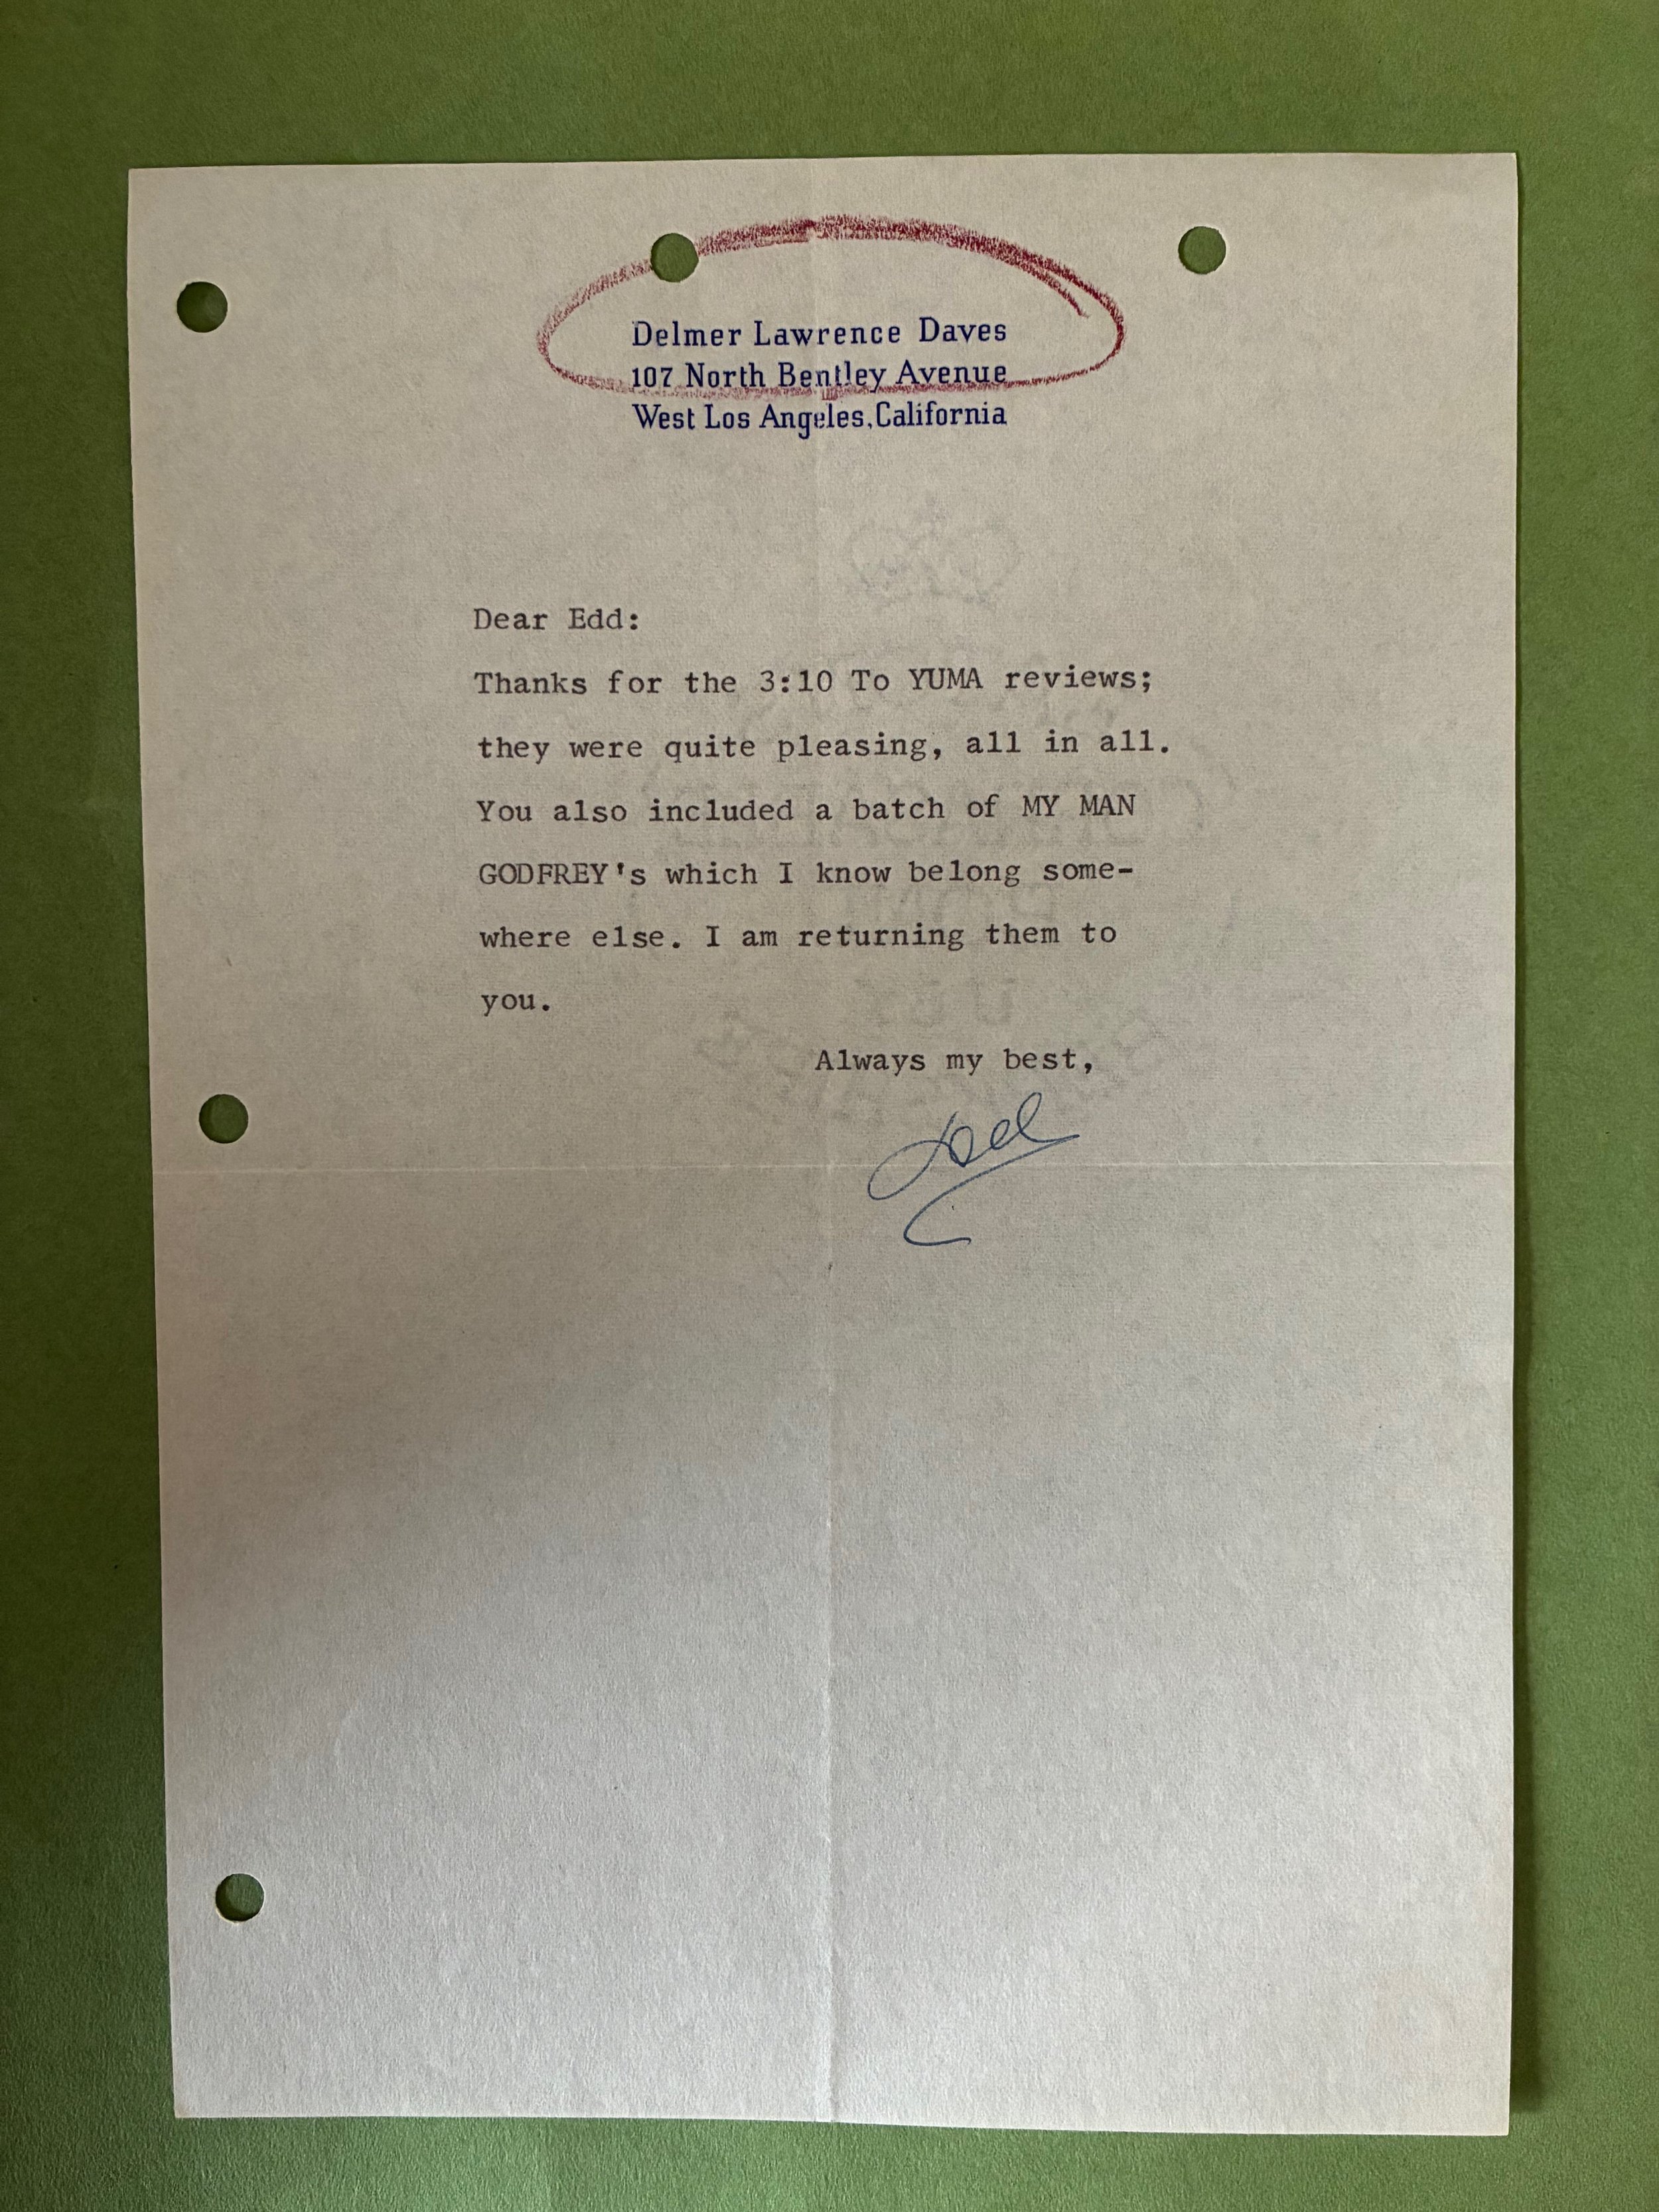 Delmer Lawrence Daves
107 North Bentley Avenue
West Los Angeles, California
Dear Edd:
Thanks for the 3:10 To YUMA reviews;
they were quite pleasing, all in all.
You also included a batch of MY MAN
GODFREY's which I know belong some-
where else. I am returning them to
you.
Always my best,
Del